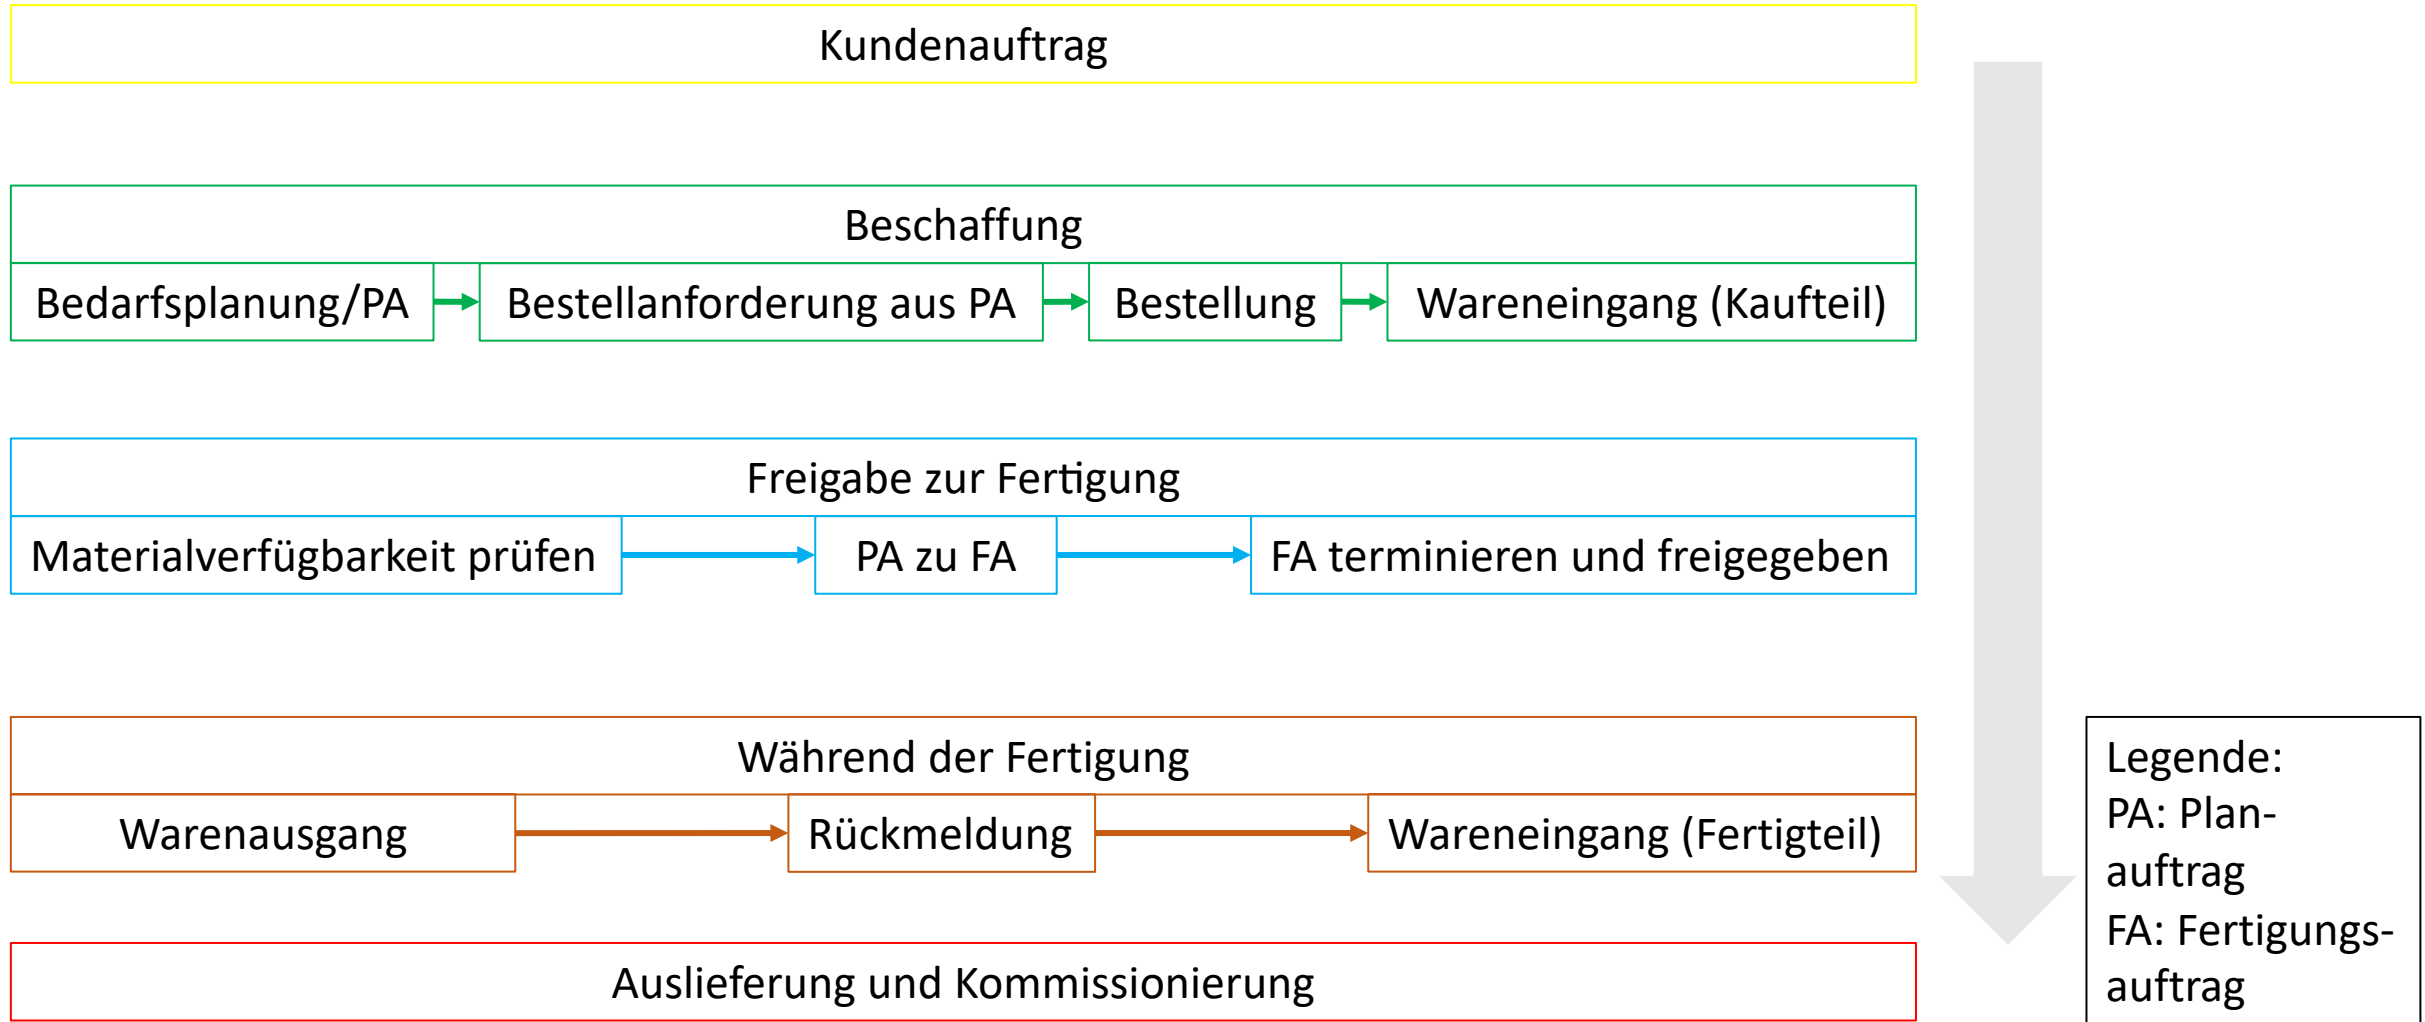 Kundenauftrag
Beschaffung
Bedarfsplanung/PA
Bestellanforderung aus PA
Bestellung
Wareneingang (Kaufteil)
Freigabe zur Fertigung
Materialverfügbarkeit prüfen
PA zu FA
FA terminieren und freigegeben
Während der Fertigung
Warenausgang
Rückmeldung
Wareneingang (Fertigteil)
Auslieferung und Kommissionierung
Legende:
PA: Plan-
auftrag
FA: Fertigungs-
auftrag